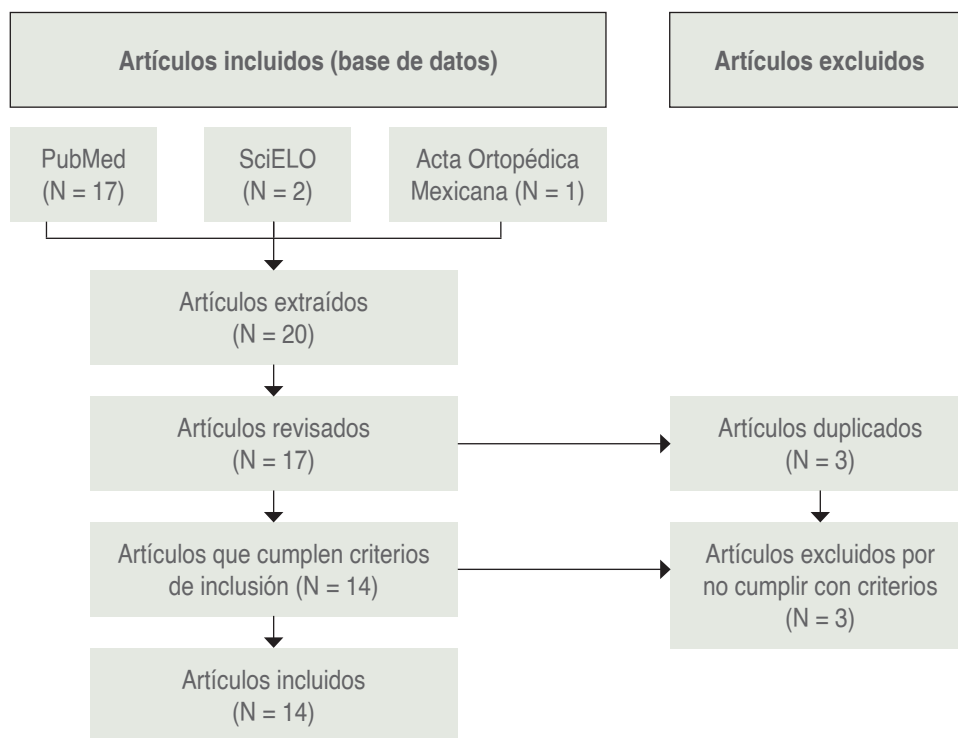 Artículos incluidos (base de datos)
Artículos excluidos
PubMed
(N = 17)
SciELO
(N = 2)
Acta Ortopédica
Mexicana (N = 1)
Artículos extraídos
(N = 20)
Artículos revisados
(N = 17)
Artículos duplicados
(N = 3)
Artículos que cumplen criterios
de inclusión (N = 14)
Artículos excluidos por
no cumplir con criterios
(N = 3)
Artículos incluidos
(N = 14)